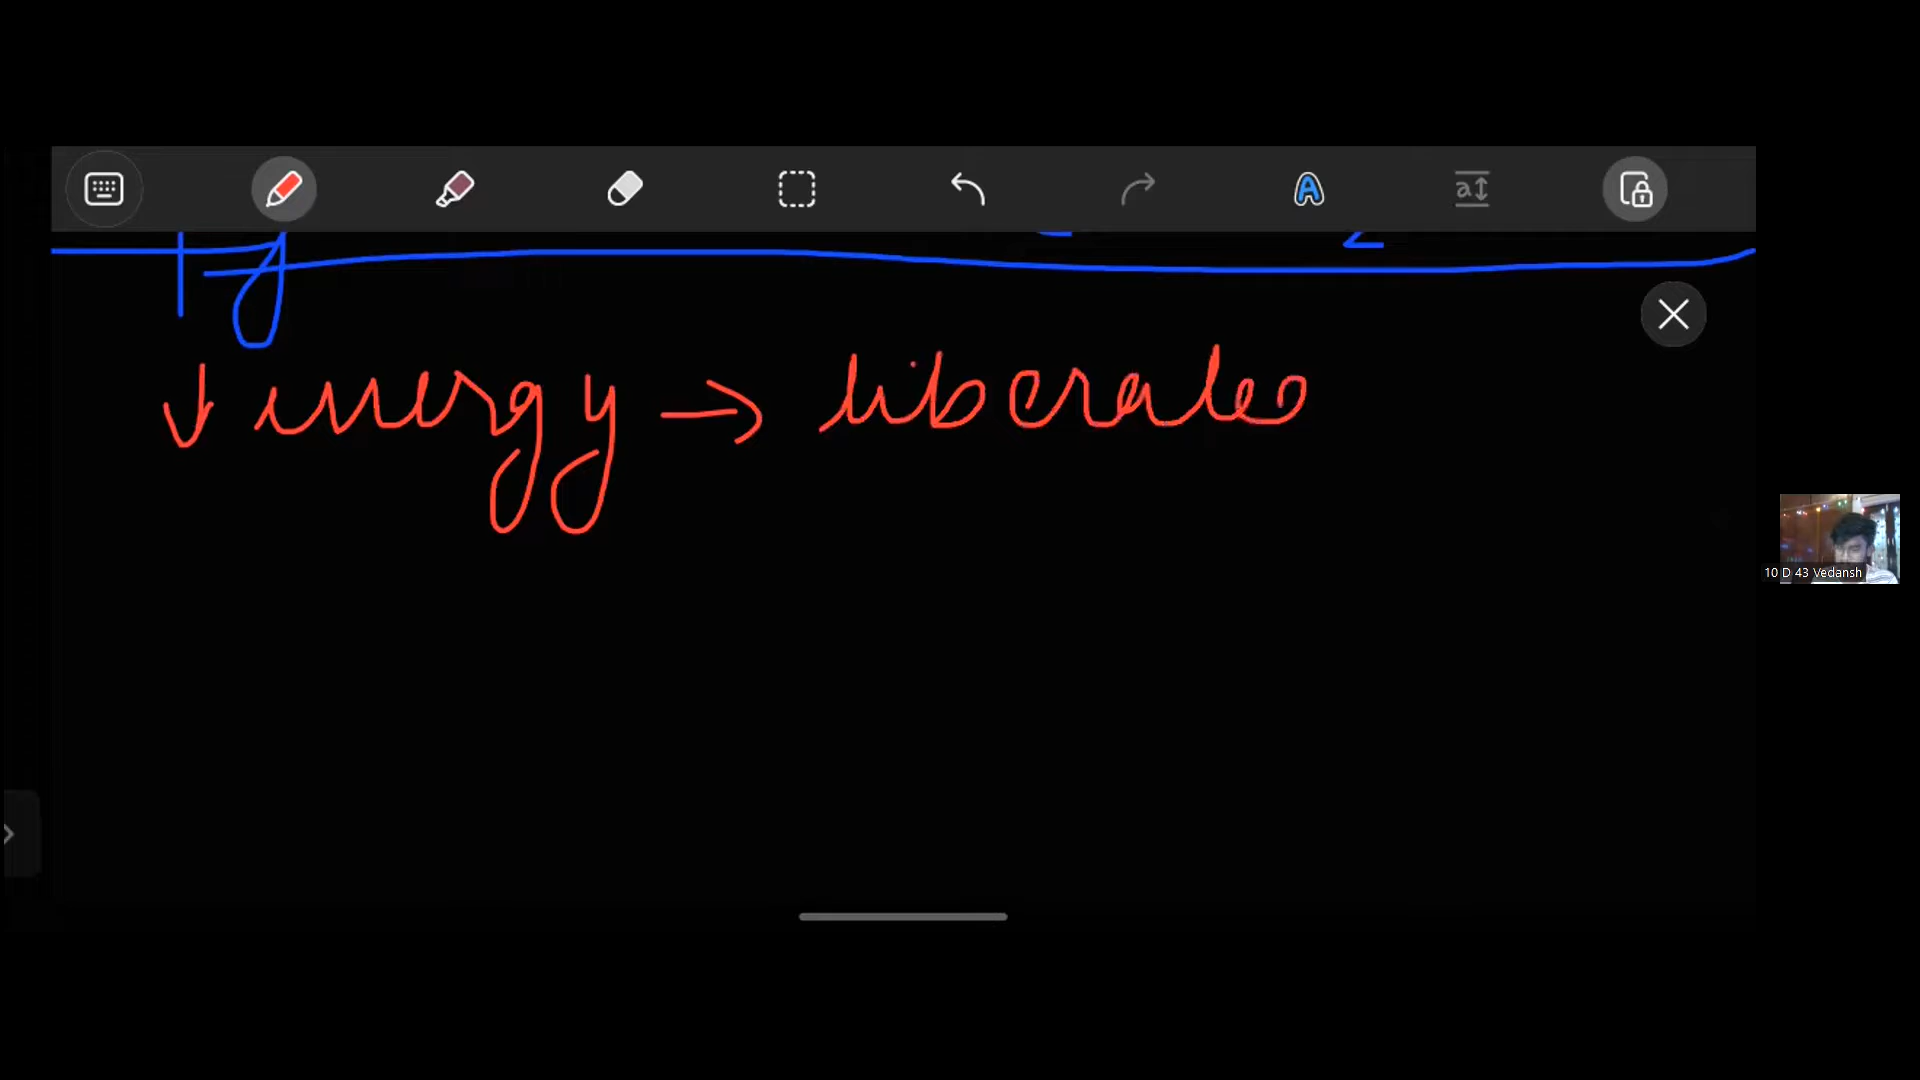 ↓ energy → liberates
10 D 43 Vedansh